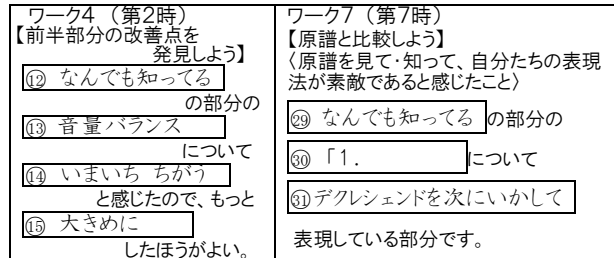 ワーク4 (第2時)
【前半部分の改善点を
発見しよう】
⑫ なんでも知ってる
の部分の
⑬ 音量バランス
について
⑭ いまいち ちがう
と感じたので、もっと
⑮ 大きめに
したほうがよい。
ワーク7 (第7時)
【原譜と比較しよう】
〈原譜を見て・知って、自分たちの表現
法が素敵であると感じたこと〉
㉙ なんでも知ってる の部分の
㉚ 「1. について
㉛デクレシェンドを次にいかして
表現している部分です。